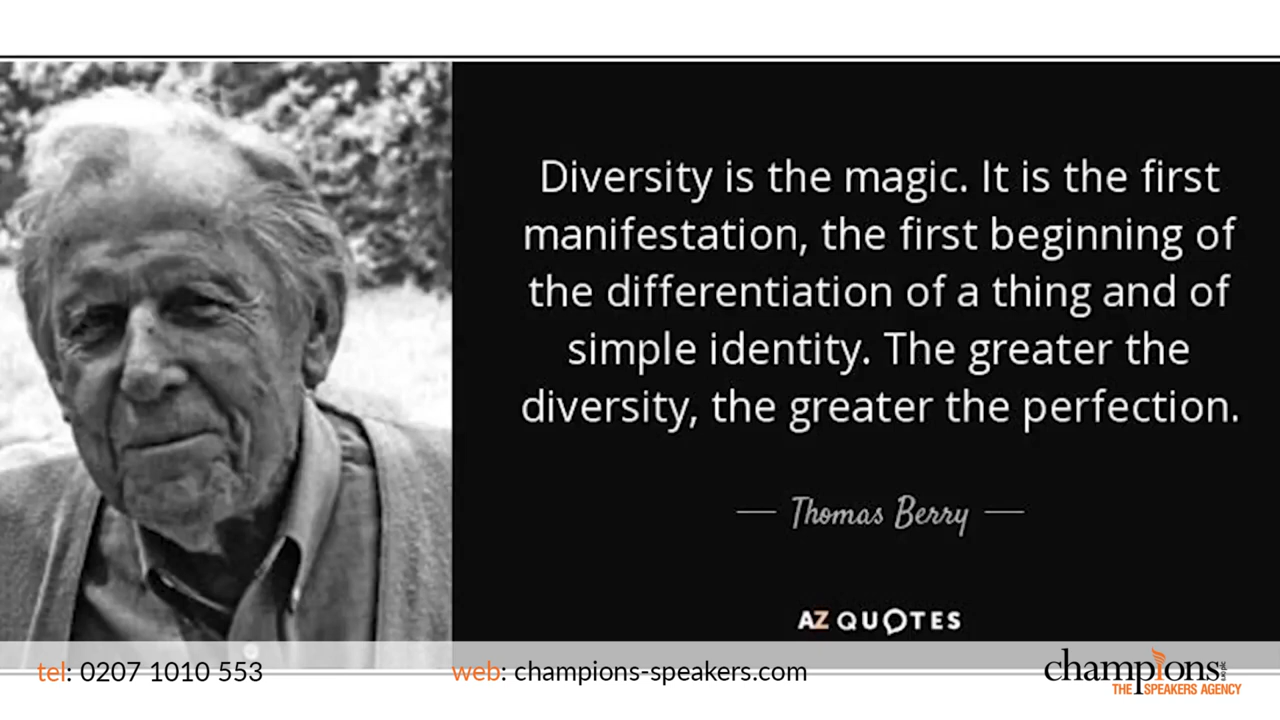 Diversity is the magic. It is the first
manifestation, the first beginning of
the differentiation of a thing and of
simple identity. The greater the
diversity, the greater the perfection.
Thomas Berry
AZ QUOTES
tel: 0207 1010 553
web: champions-speakers.com
champions
THE SPEAKERS AGENCY